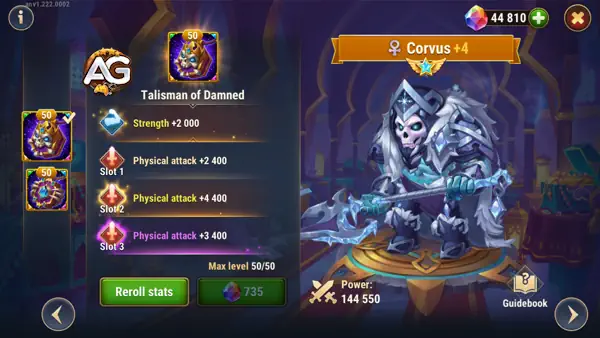 env1.222.0002
i
44 810
50
Corvus +4
AG
Talisman of Damned
50
Strength +2 000
Physical attack +2 400
Slot 1
50
Physical attack +4 400
Slot 2
Physical attack +3 400
Slot 3
Max level 50/50
Power:
144 550
?
Reroll stats
735
Guidebook